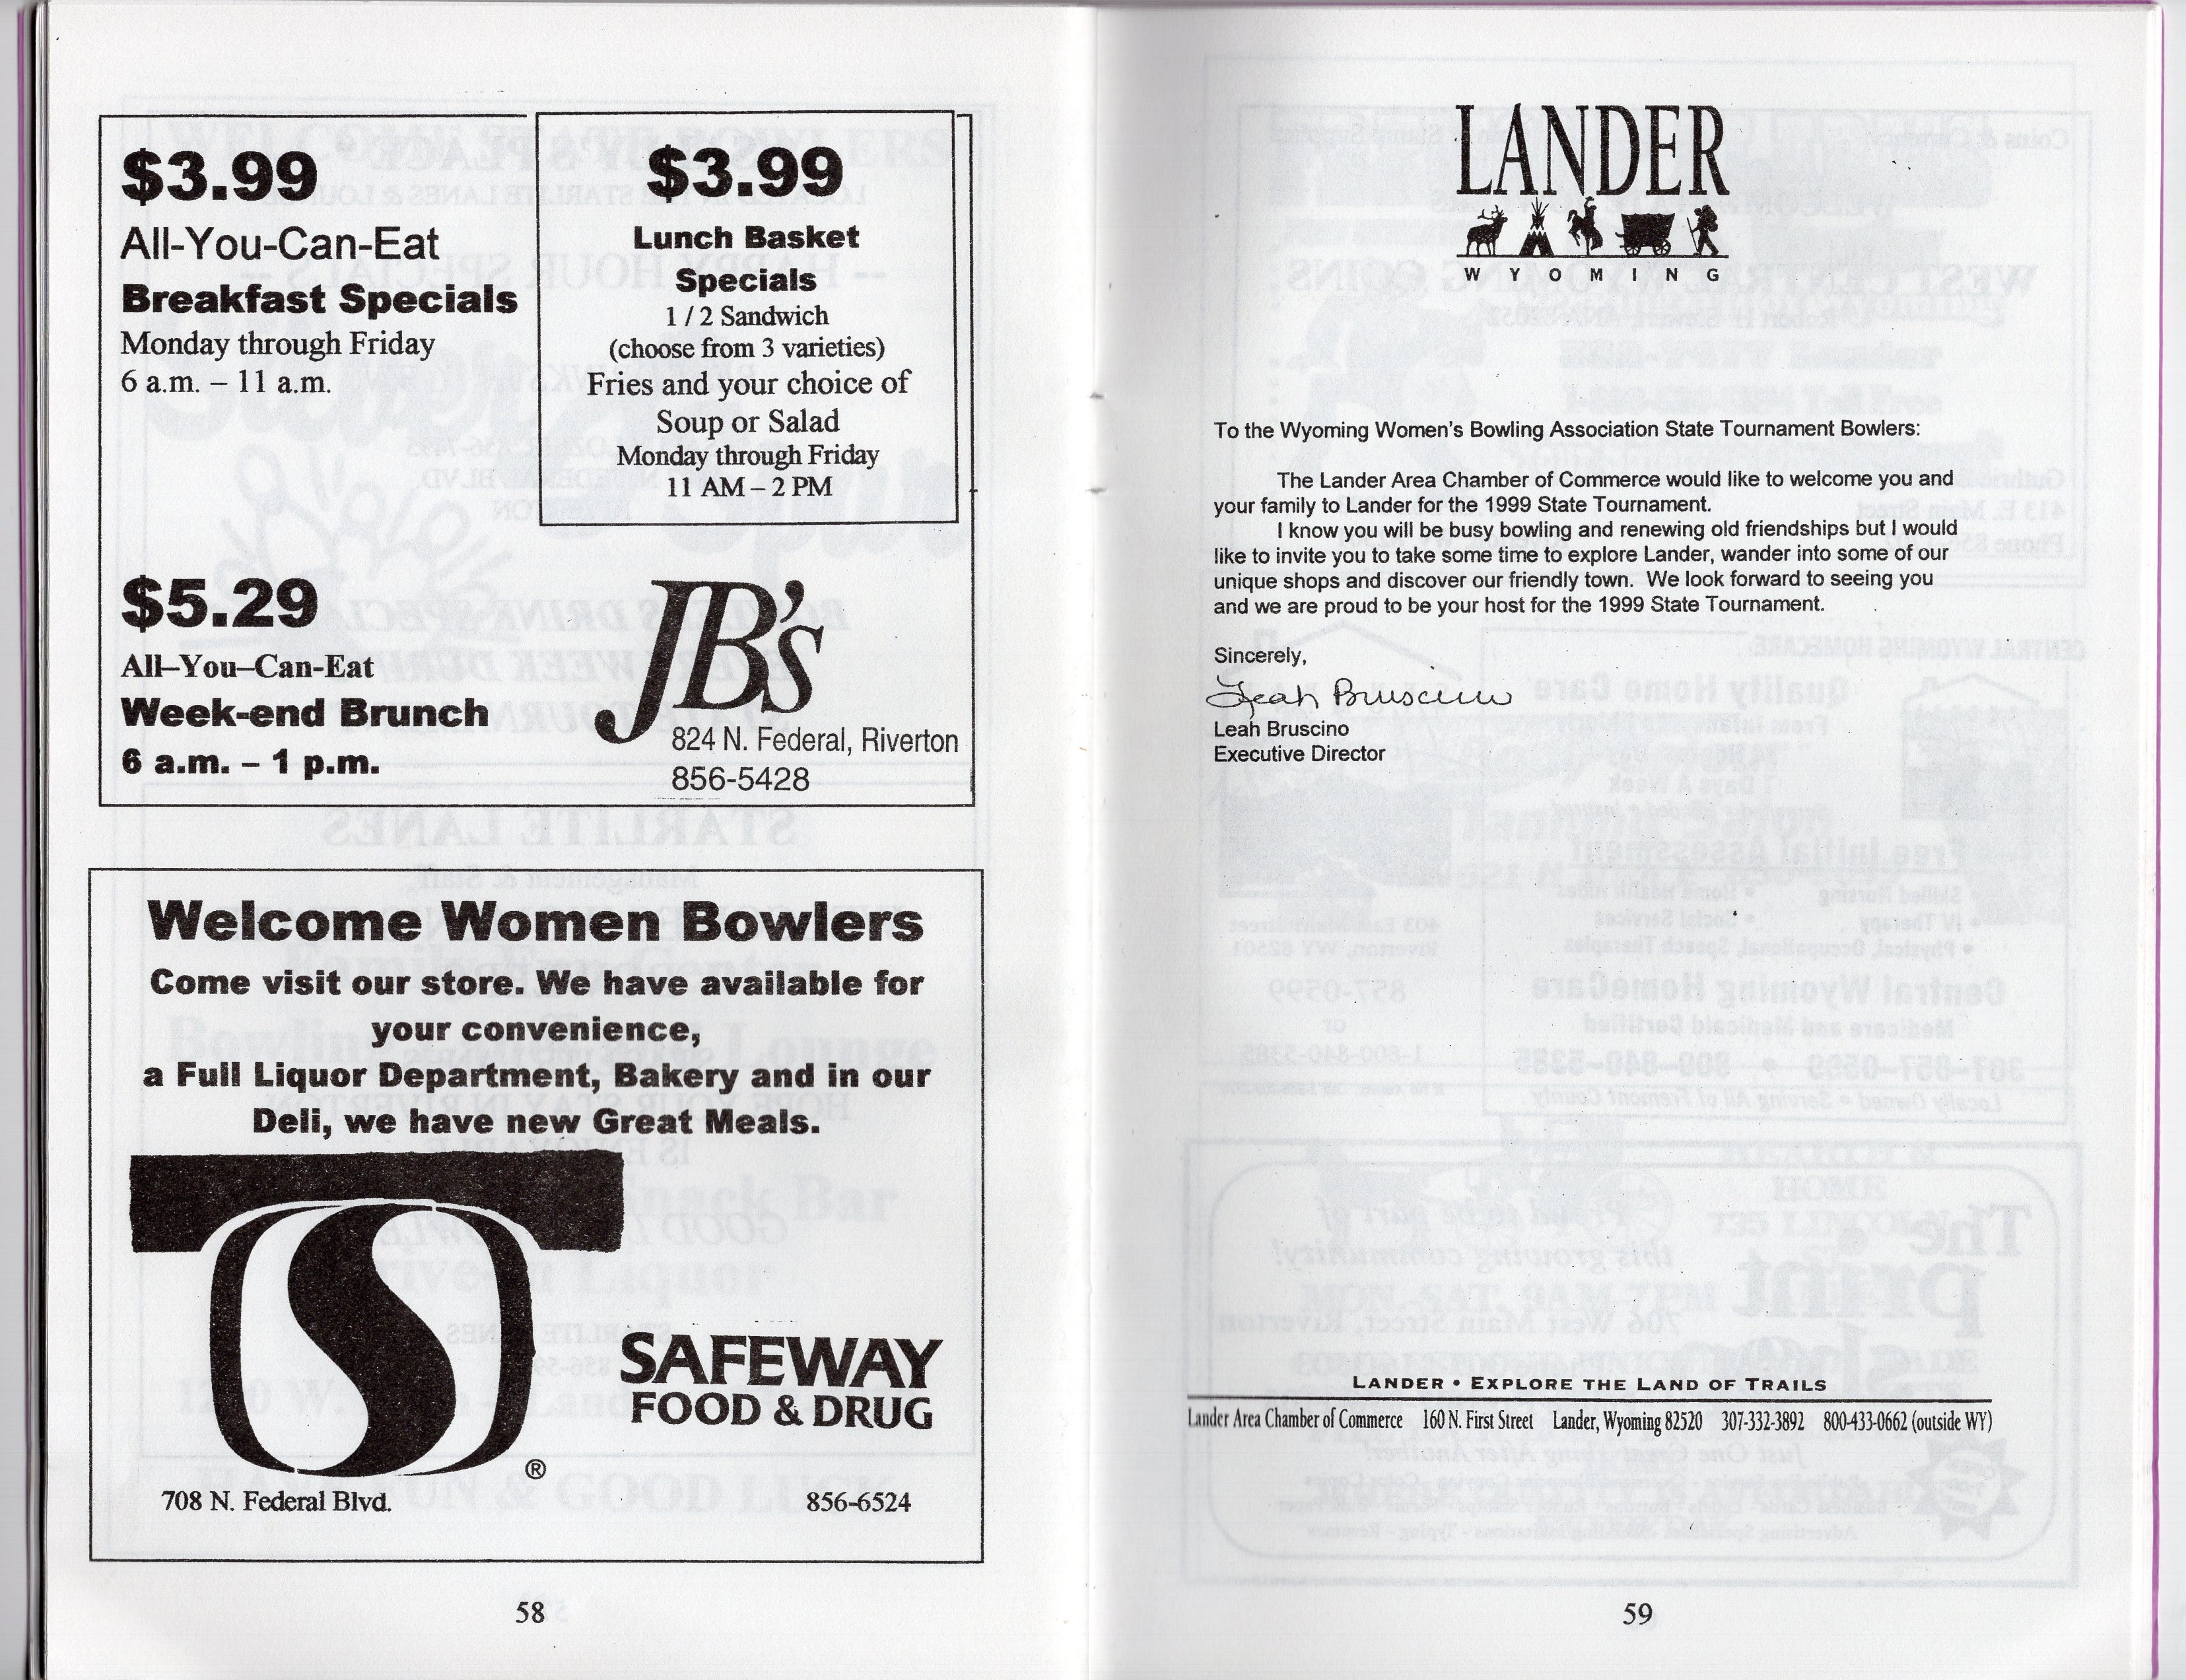 $3.99
All-You-Can-Eat
Breakfast Specials
Monday through Friday
6 a.m. – 11 a.m.
$3.99
Lunch Basket
Specials
1 / 2 Sandwich
(choose from 3 varieties)
Fries and your choice of
Soup or Salad
Monday through Friday
11 AM – 2 PM
$5.29
All–You–Can-Eat
Week-end Brunch
6 a.m. – 1 p.m.
JB's
824 N. Federal, Riverton
856-5428
Welcome Women Bowlers
Come visit our store. We have available for
your convenience,
a Full Liquor Department, Bakery and in our
Deli, we have new Great Meals.
S
®
SAFEWAY
FOOD & DRUG
708 N. Federal Blvd. 856-6524
58
LANDER
WYOMING
To the Wyoming Women's Bowling Association State Tournament Bowlers:
The Lander Area Chamber of Commerce would like to welcome you and
your family to Lander for the 1999 State Tournament.
I know you will be busy bowling and renewing old friendships but I would
like to invite you to take some time to explore Lander, wander into some of our
unique shops and discover our friendly town. We look forward to seeing you
and we are proud to be your host for the 1999 State Tournament.
Sincerely,
Leah Bruscino
Leah Bruscino
Executive Director
LANDER • EXPLORE THE LAND OF TRAILS
Lander Area Chamber of Commerce 160 N. First Street Lander, Wyoming 82520 307-332-3892 800-433-0662 (outside WY)
59